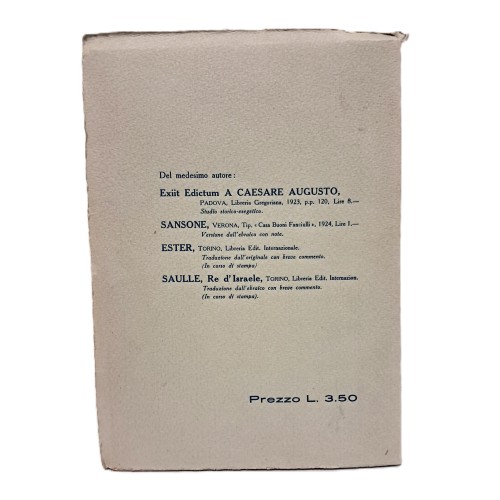 Del medesimo autore:
Exiit Edictum A CAESARE AUGUSTO,
PADOVA, Libreria Gregoriana, 1923, p.p. 120, Lire 8.—
Studio storico-esegetico.
SANSONE, VERONA, Tip. « Casa Buoni Fanciulli », 1924, Lire 1.—
Versione dall'ebraico con note.
ESTER, TORINO, Libreria Edit. Internazionale.
Traduzione dall'originale con breve commento.
(In corso di stampa)
SAULLE, Re d'Israele, TORINO, Libreria Edit. Internazion.
Traduzione dall'ebraico con breve commento.
(In corso di stampa).
Prezzo L. 3.50